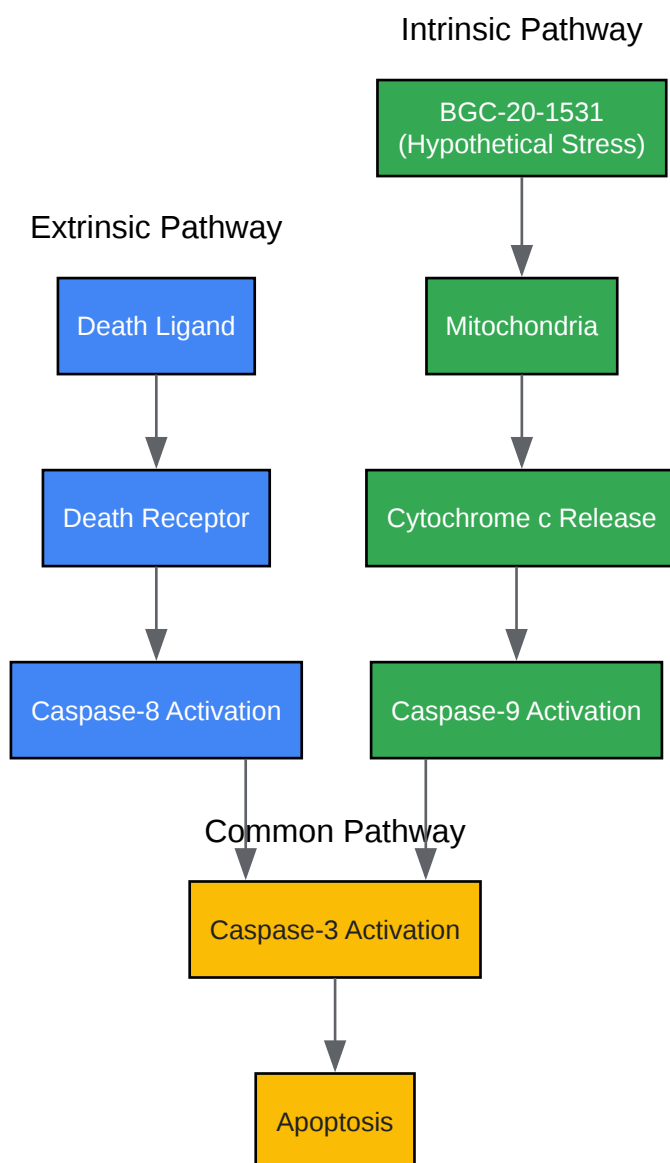 Intrinsic Pathway
BGC-20-1531
(Hypothetical Stress)
Extrinsic Pathway
Death Ligand
Mitochondria
Death Receptor
Cytochrome c Release
Caspase-8 Activation
Caspase-9 Activation
Common Pathway
Caspase-3 Activation
Apoptosis